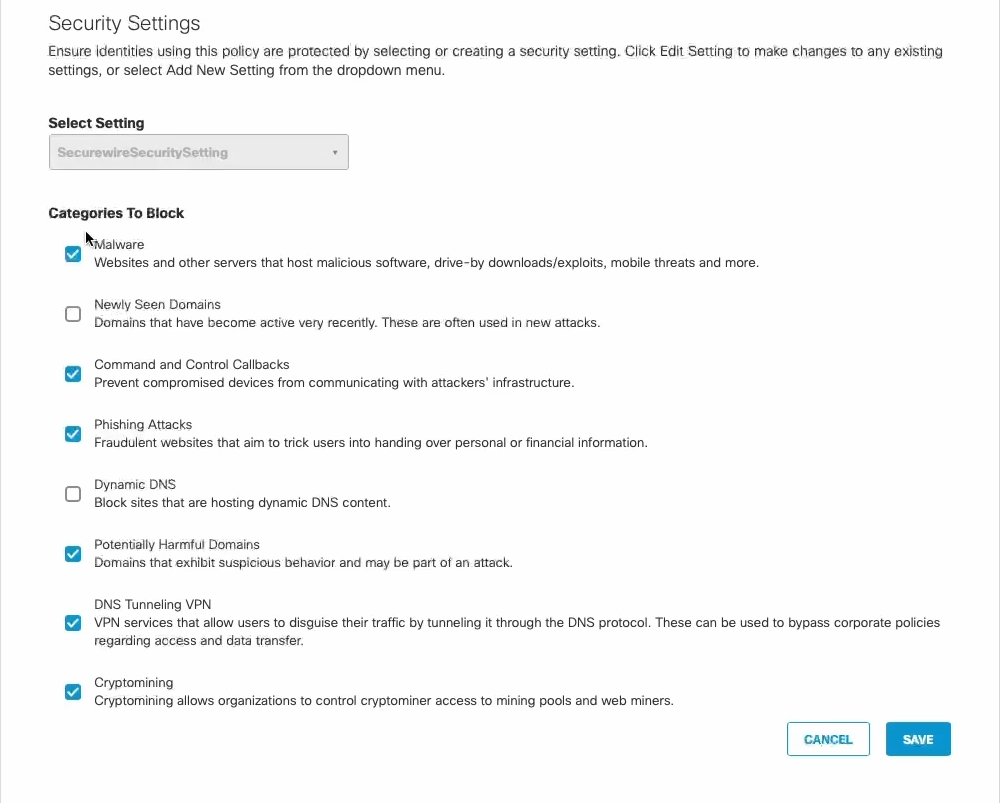 Security Settings
Ensure identities using this policy are protected by selecting or creating a security setting. Click Edit Setting to make changes to any existing
settings, or select Add New Setting from the dropdown menu.
Select Setting
SecurewireSecuritySetting
Categories To Block
Malware
Websites and other servers that host malicious software, drive-by downloads/exploits, mobile threats and more.
Newly Seen Domains
Domains that have become active very recently. These are often used in new attacks.
Command and Control Callbacks
Prevent compromised devices from communicating with attackers' infrastructure.
Phishing Attacks
Fraudulent websites that aim to trick users into handing over personal or financial information.
Dynamic DNS
Block sites that are hosting dynamic DNS content.
Potentially Harmful Domains
Domains that exhibit suspicious behavior and may be part of an attack.
DNS Tunneling VPN
VPN services that allow users to disguise their traffic by tunneling it through the DNS protocol. These can be used to bypass corporate policies
regarding access and data transfer.
Cryptomining
Cryptomining allows organizations to control cryptominer access to mining pools and web miners.
CANCEL SAVE